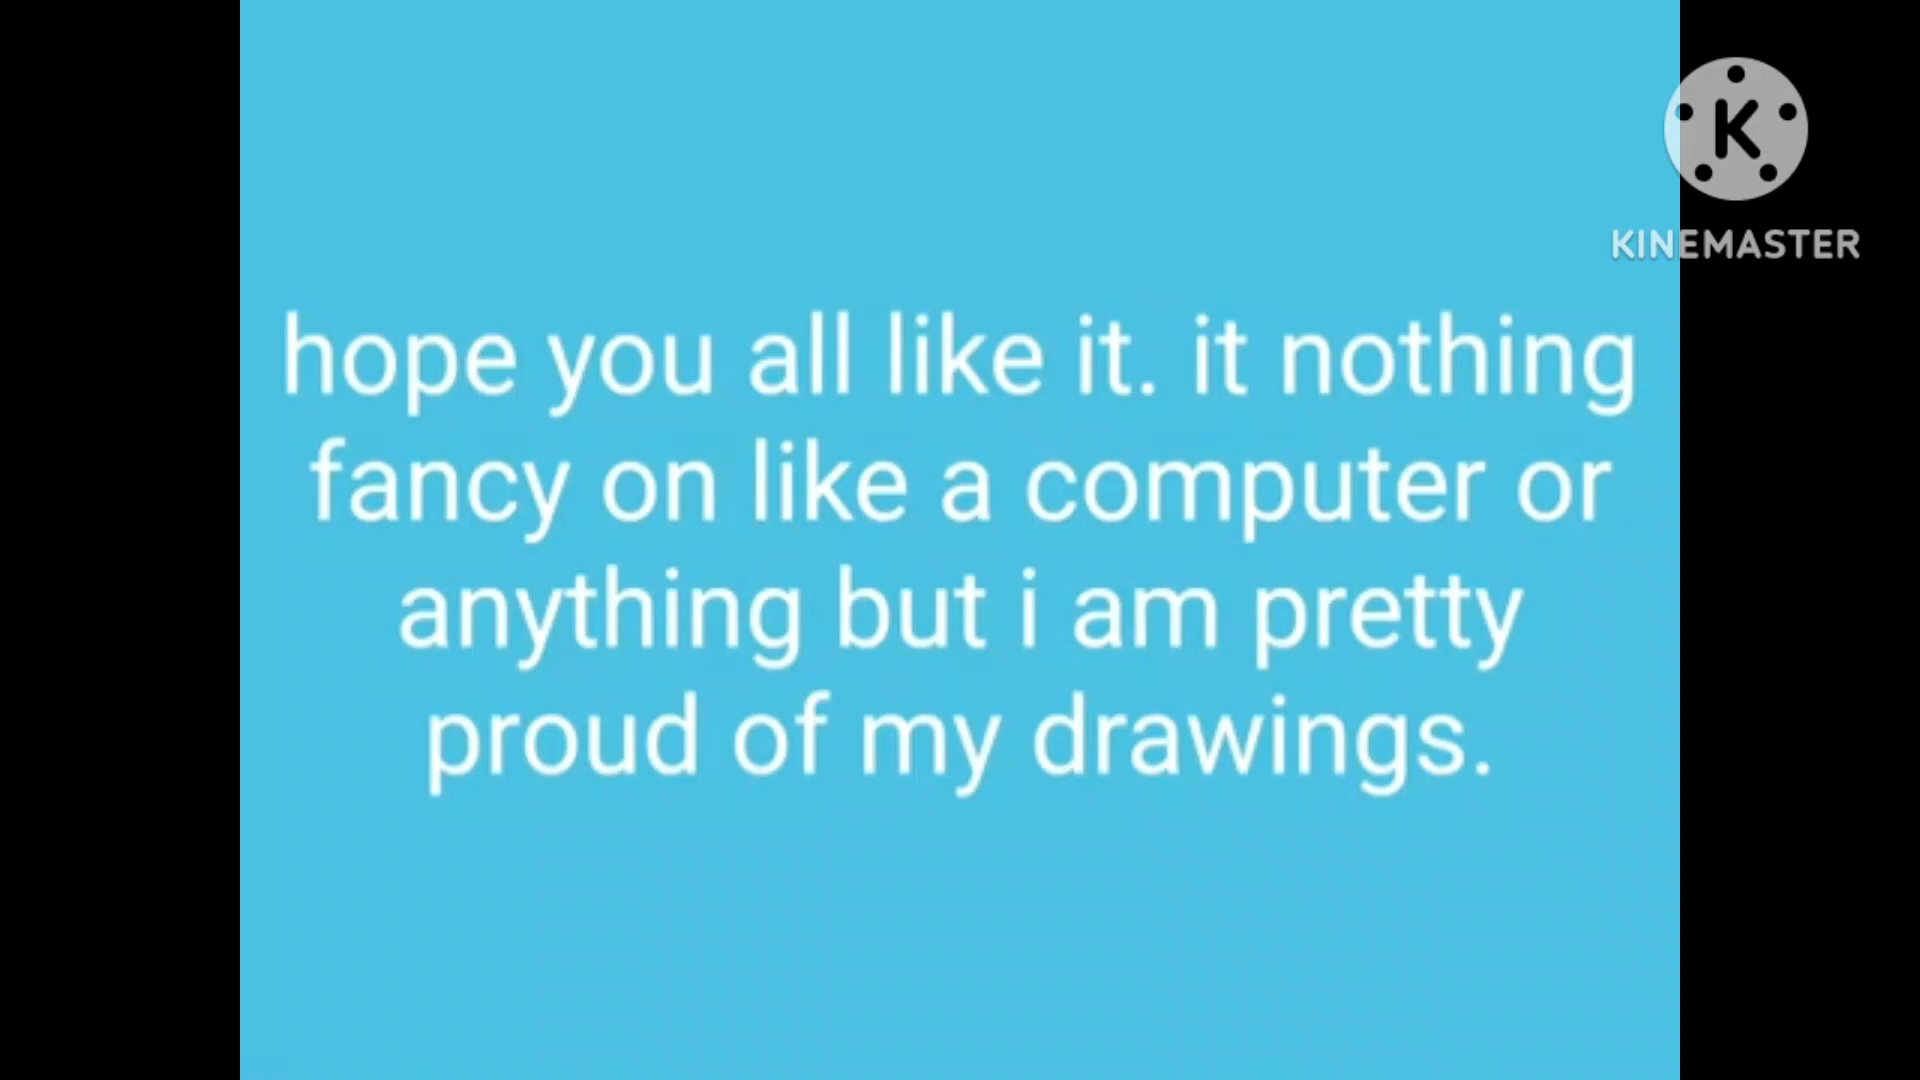 K
KINEMASTER
hope you all like it. it nothing
fancy on like a computer or
anything but i am pretty
proud of my drawings.